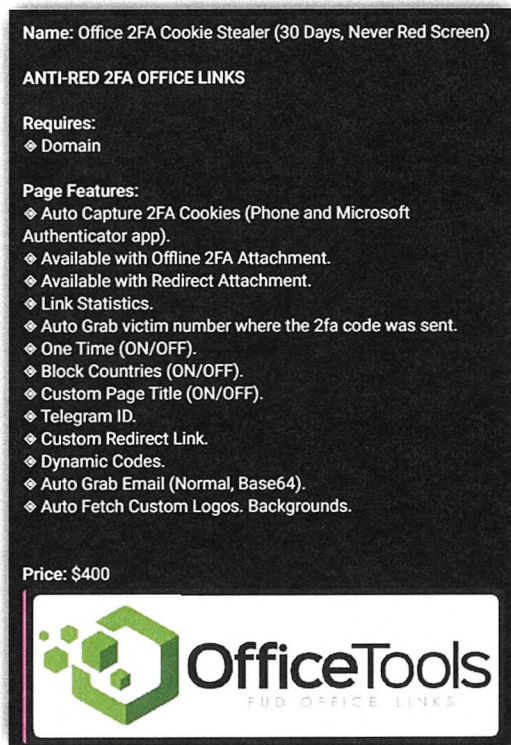 Name: Office 2FA Cookie Stealer (30 Days, Never Red Screen)
ANTI-RED 2FA OFFICE LINKS
Requires:
◈ Domain
Page Features:
◈ Auto Capture 2FA Cookies (Phone and Microsoft
Authenticator app).
◈ Available with Offline 2FA Attachment.
◈ Available with Redirect Attachment.
◈ Link Statistics.
◈ Auto Grab victim number where the 2fa code was sent.
◈ One Time (ON/OFF).
◈ Block Countries (ON/OFF).
◈ Custom Page Title (ON/OFF).
◈ Telegram ID.
◈ Custom Redirect Link.
◈ Dynamic Codes.
◈ Auto Grab Email (Normal, Base64).
◈ Auto Fetch Custom Logos. Backgrounds.
Price: $400
OfficeTools
FUD OFFICE LINKS